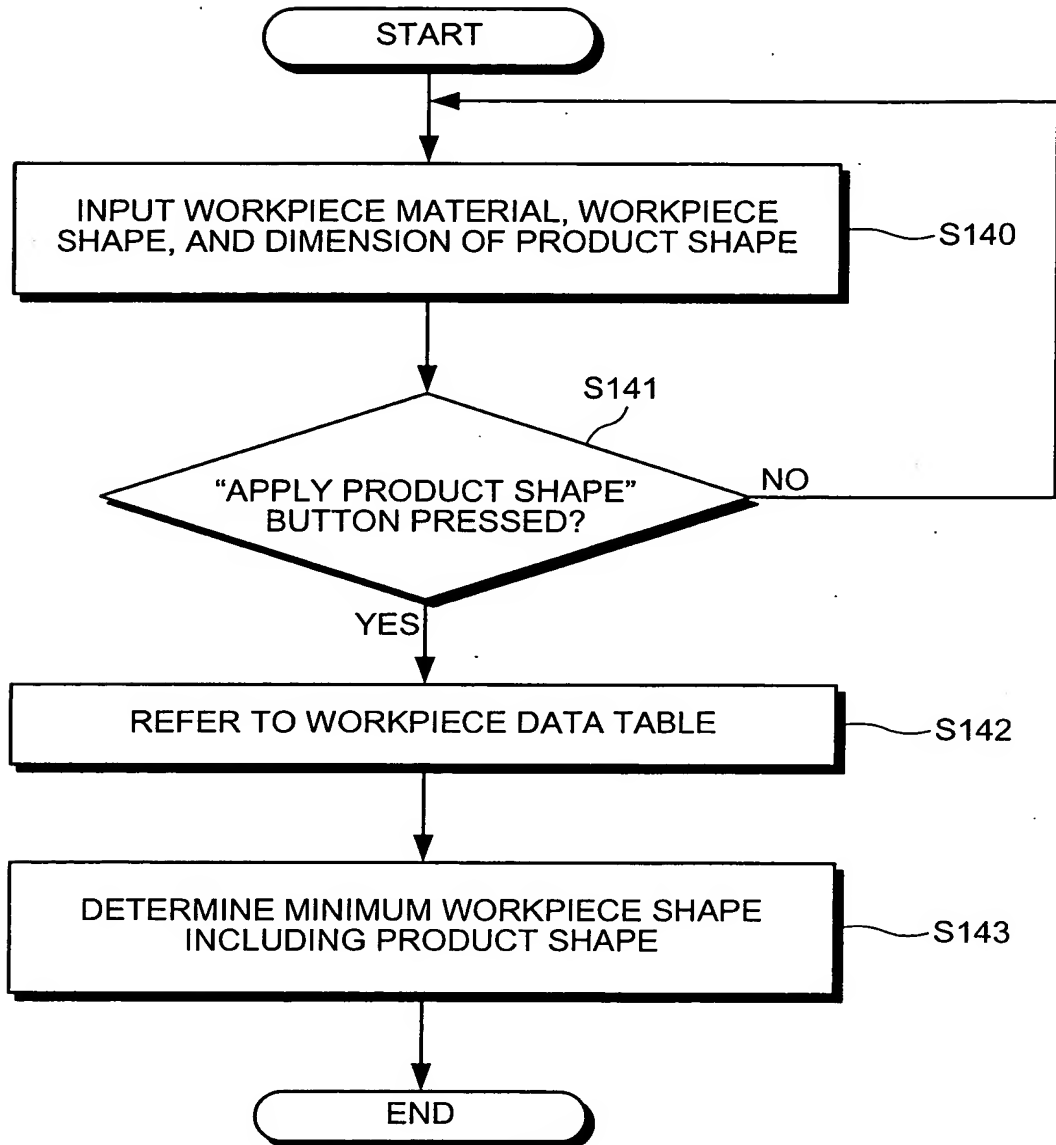 START
INPUT WORKPIECE MATERIAL, WORKPIECE
SHAPE, AND DIMENSION OF PRODUCT SHAPE
S140
S141
“APPLY PRODUCT SHAPE”
BUTTON PRESSED?
NO
YES
REFER TO WORKPIECE DATA TABLE
S142
DETERMINE MINIMUM WORKPIECE SHAPE
INCLUDING PRODUCT SHAPE
S143
END